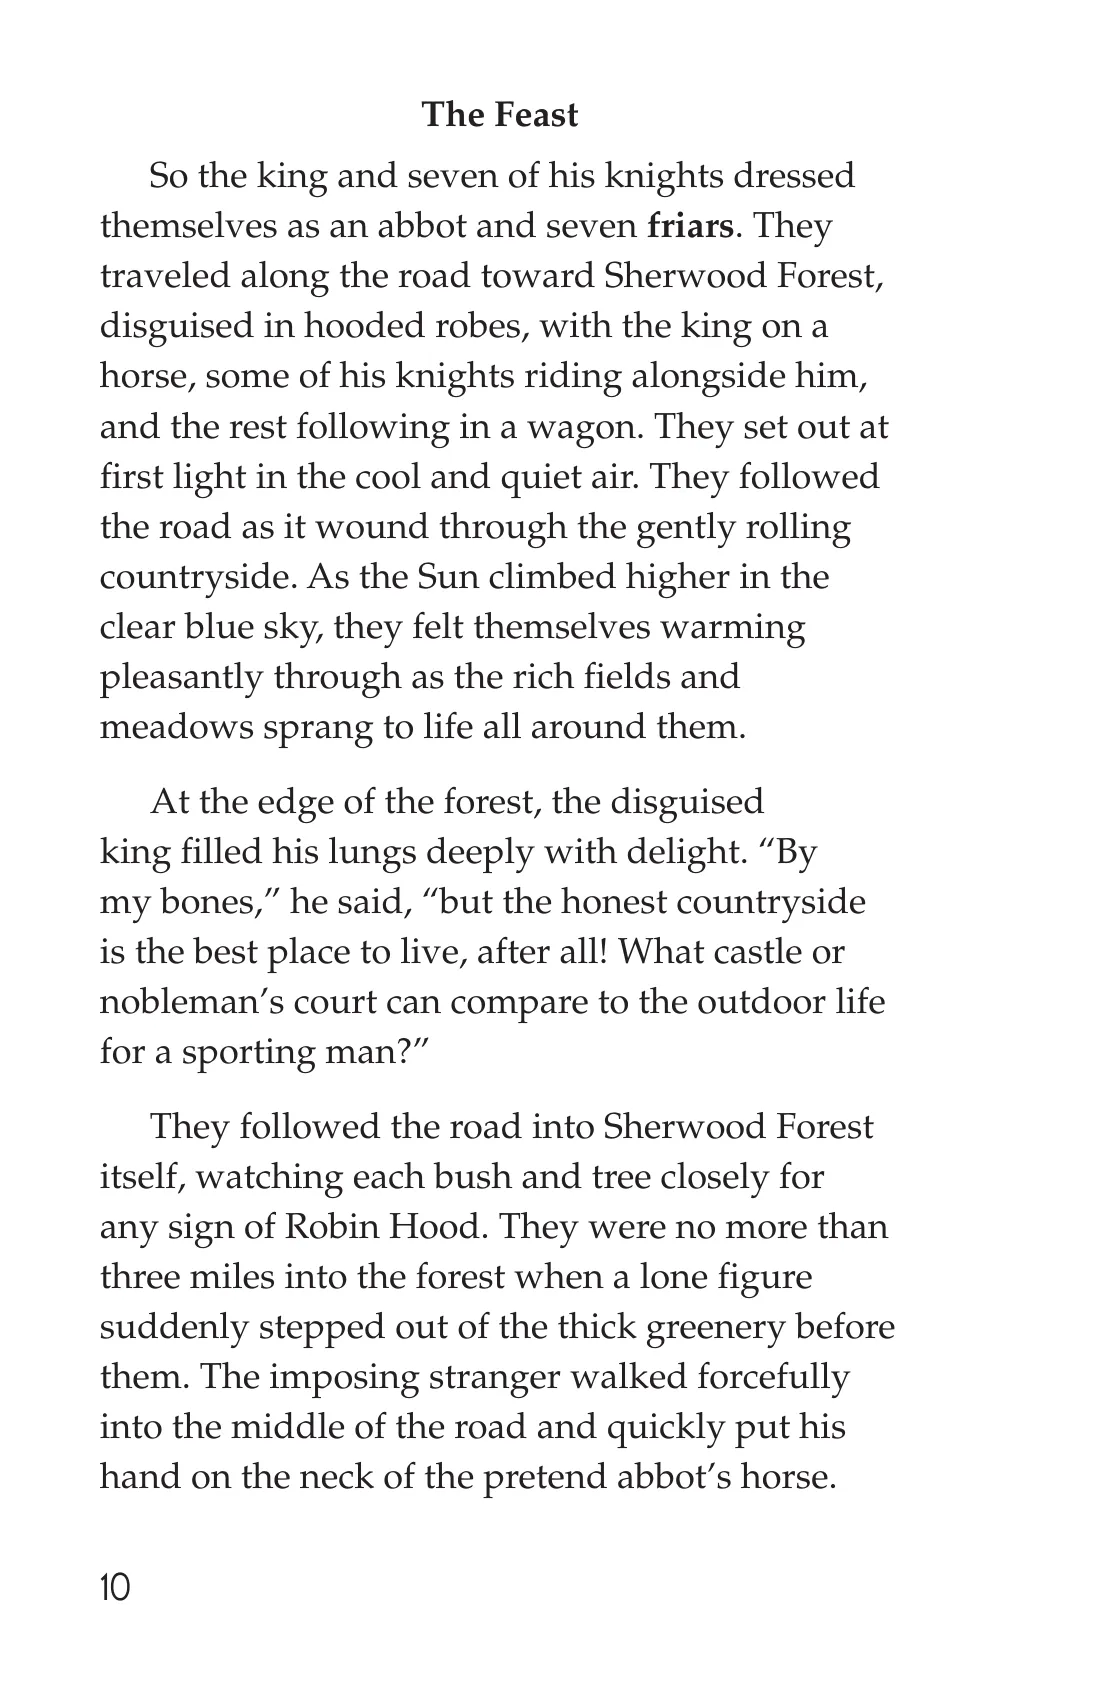 The Feast
So the king and seven of his knights dressed
themselves as an abbot and seven friars. They
traveled along the road toward Sherwood Forest,
disguised in hooded robes, with the king on a
horse, some of his knights riding alongside him,
and the rest following in a wagon. They set out at
first light in the cool and quiet air. They followed
the road as it wound through the gently rolling
countryside. As the Sun climbed higher in the
clear blue sky, they felt themselves warming
pleasantly through as the rich fields and
meadows sprang to life all around them.
At the edge of the forest, the disguised
king filled his lungs deeply with delight. “By
my bones,” he said, “but the honest countryside
is the best place to live, after all! What castle or
nobleman’s court can compare to the outdoor life
for a sporting man?”
They followed the road into Sherwood Forest
itself, watching each bush and tree closely for
any sign of Robin Hood. They were no more than
three miles into the forest when a lone figure
suddenly stepped out of the thick greenery before
them. The imposing stranger walked forcefully
into the middle of the road and quickly put his
hand on the neck of the pretend abbot’s horse.
10